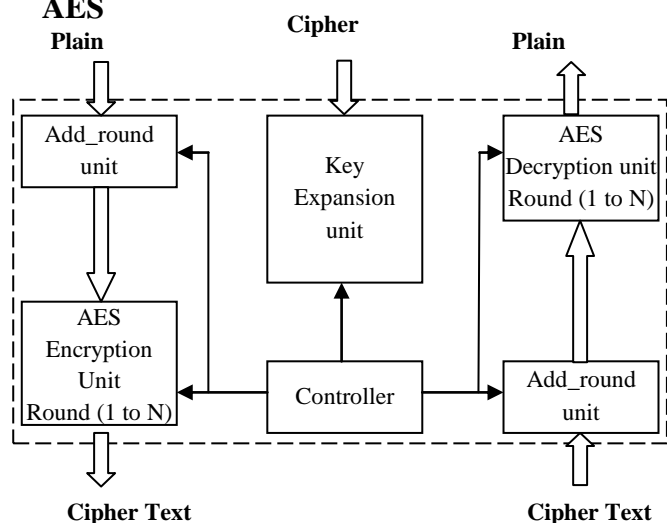 AES
Plain
Cipher
Plain
Add_round
unit
Key
Expansion
unit
AES
Decryption unit
Round (1 to N)
AES
Encryption
Unit
Round (1 to N)
Controller
Add_round
unit
Cipher Text
Cipher Text